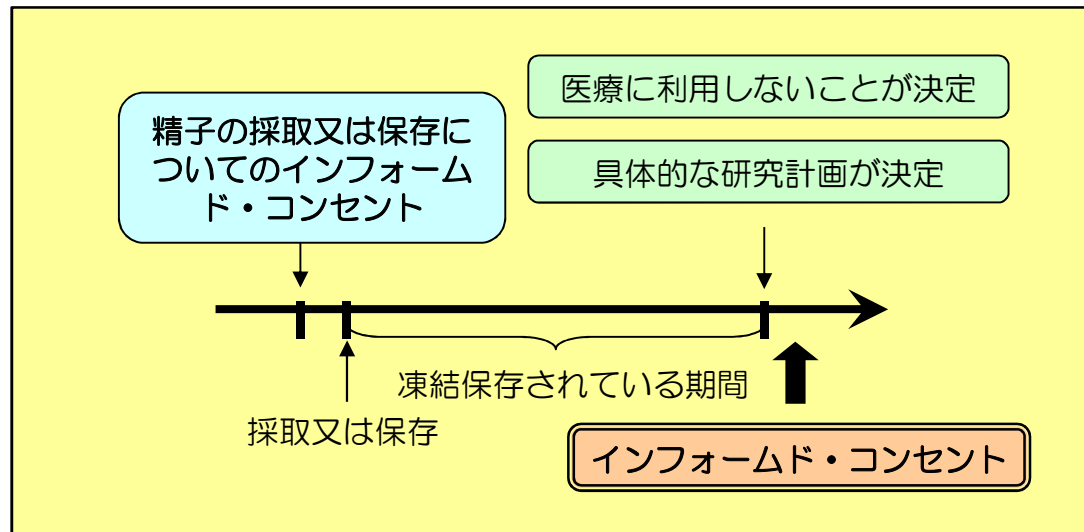 医療に利用しないことが決定
精子の採取又は保存に
ついてのインフォーム
ド・コンセント
具体的な研究計画が決定
凍結保存されている期間
採取又は保存
インフォームド・コンセント